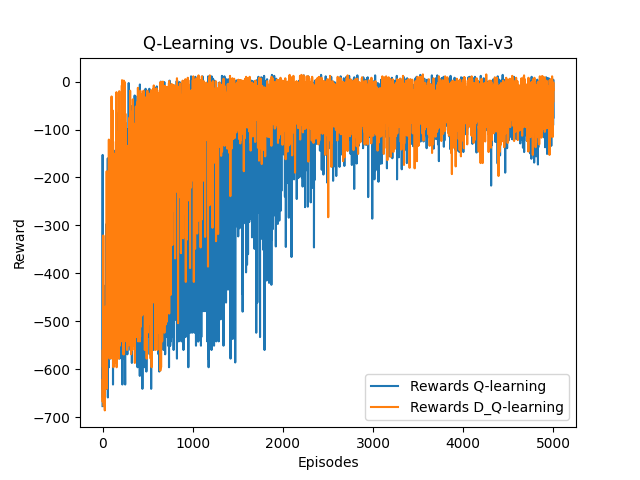 Q-Learning vs. Double Q-Learning on Taxi-v3
0
−100
−200
−300
−400
−500
−600
−700
Reward
0 1000 2000 3000 4000 5000
Episodes
Rewards Q-learning
Rewards D_Q-learning